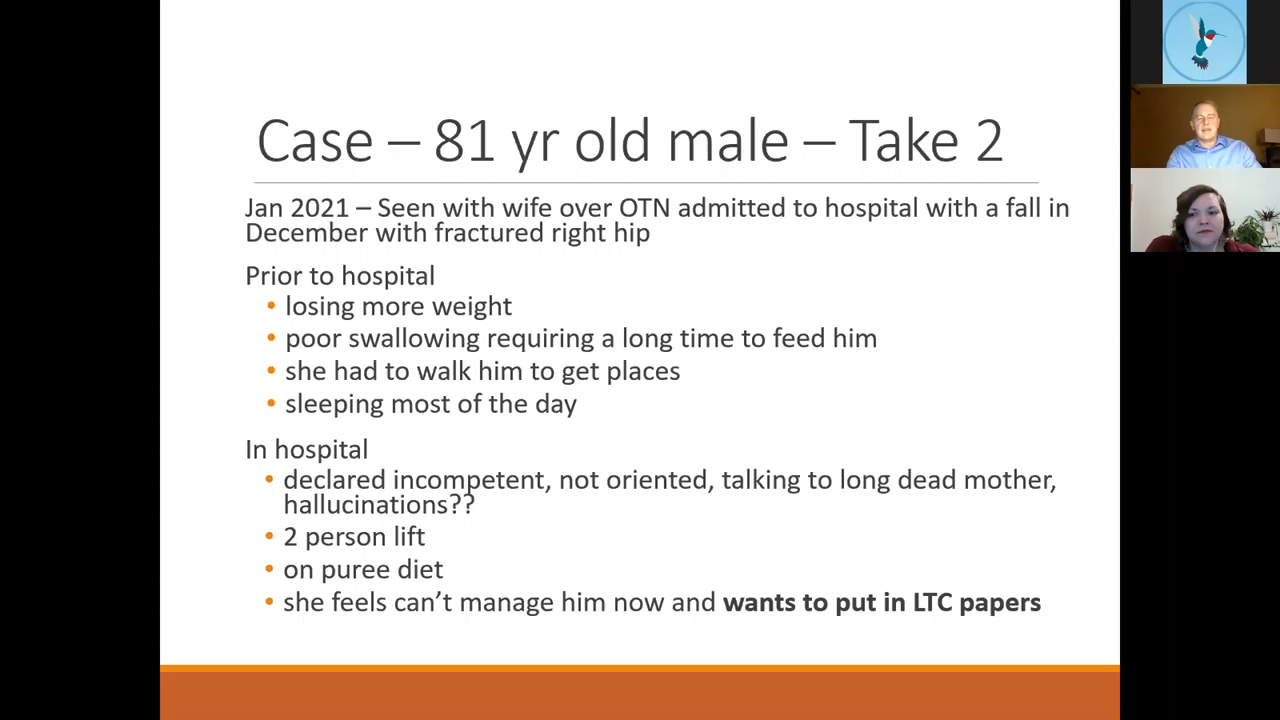 Case – 81 yr old male – Take 2
Jan 2021 – Seen with wife over OTN admitted to hospital with a fall in
December with fractured right hip
Prior to hospital
• losing more weight
• poor swallowing requiring a long time to feed him
• she had to walk him to get places
• sleeping most of the day
In hospital
• declared incompetent, not oriented, talking to long dead mother,
hallucinations??
• 2 person lift
• on puree diet
• she feels can’t manage him now and wants to put in LTC papers